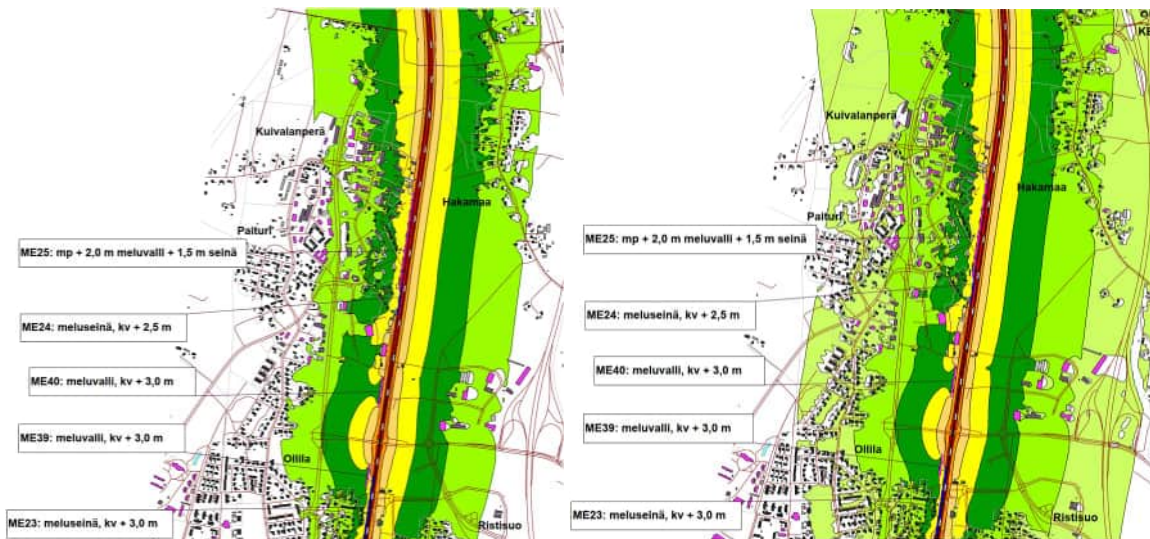 Kuivalanperä
Hakamaa
Paituri
ME25: mp + 2,0 m meluvalli + 1,5 m seinä
ME24: meluseinä, kv + 2,5 m
ME40: meluvalli, kv + 3,0 m
ME39: meluvalli, kv + 3,0 m
Ollila
ME23: meluseinä, kv + 3,0 m
Ristisuo
Kuivalanperä
Hakamaa
Paituri
ME25: mp + 2,0 m meluvalli + 1,5 m seinä
ME24: meluseinä, kv + 2,5 m
ME40: meluvalli, kv + 3,0 m
ME39: meluvalli, kv + 3,0 m
Ollila
ME23: meluseinä, kv + 3,0 m
Ristisuo